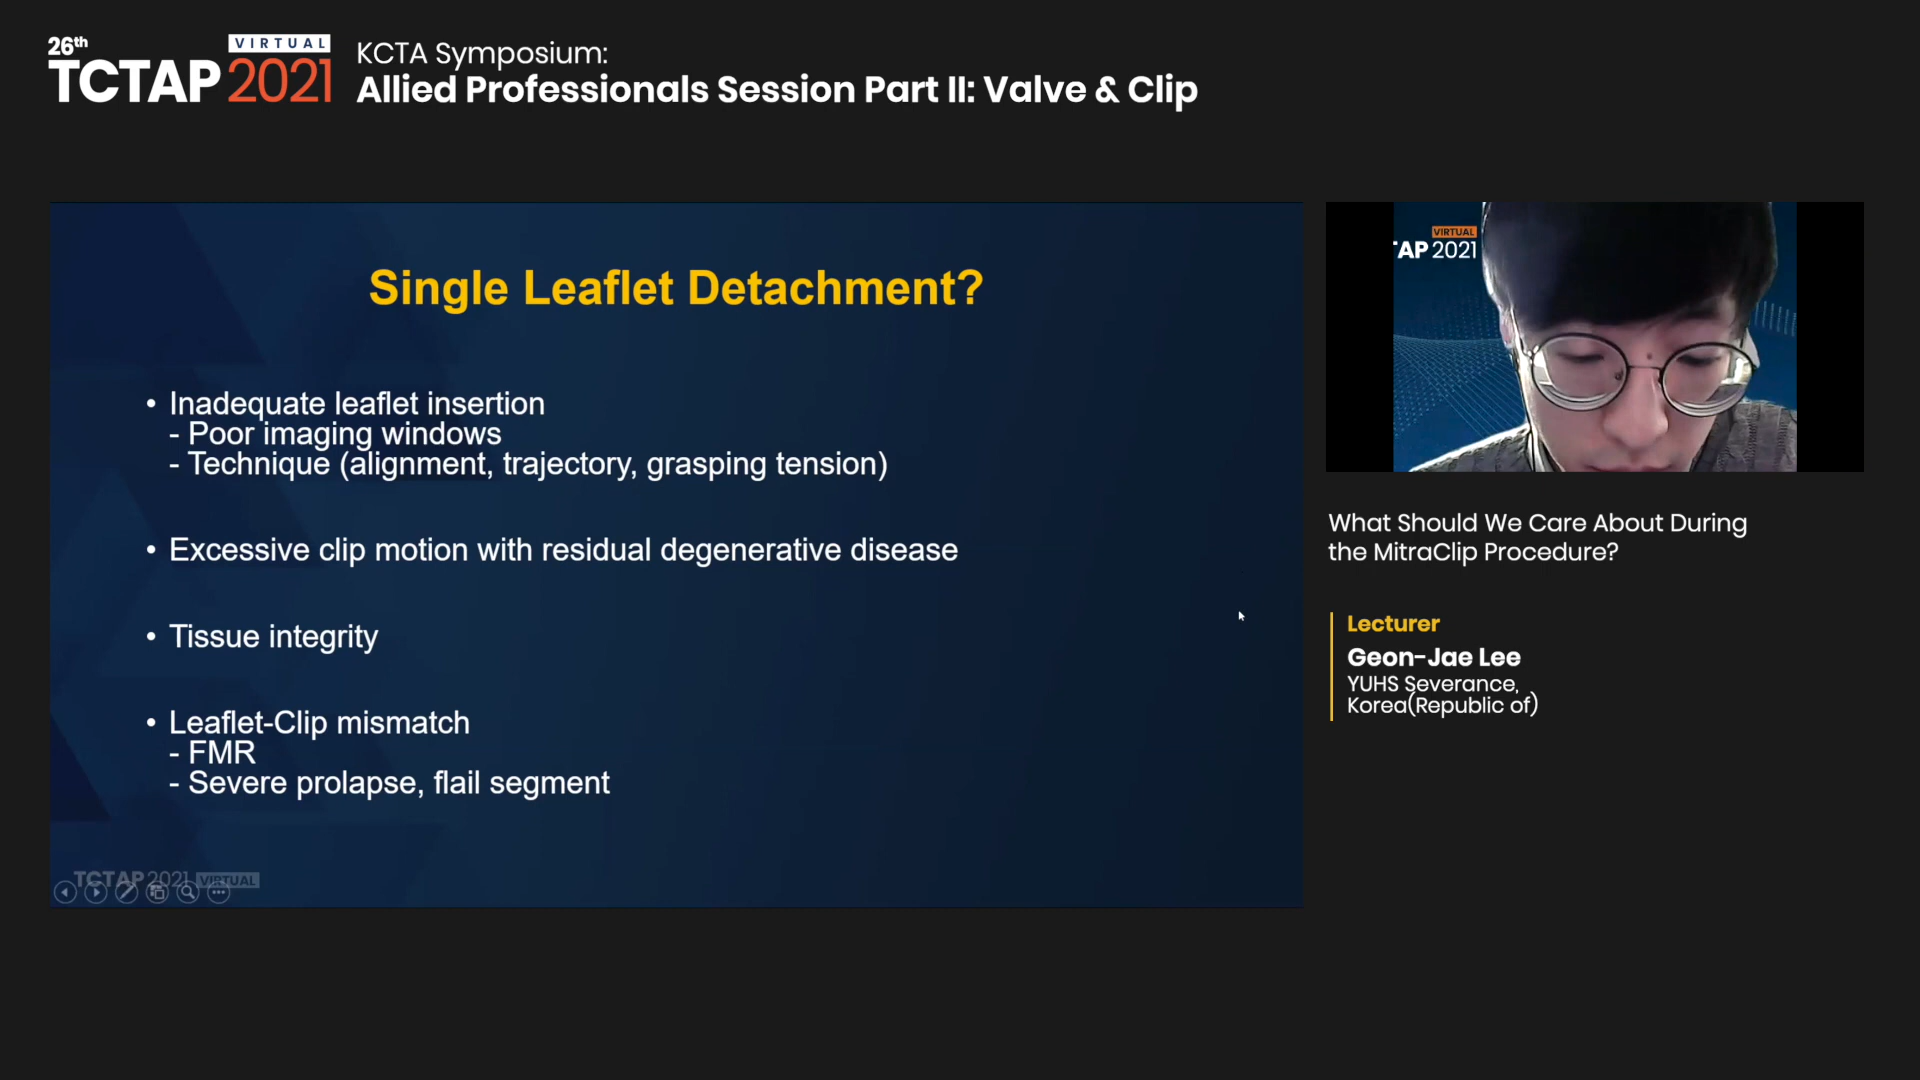 26th
VIRTUAL
TCTAP 2021
KCTA Symposium:
Allied Professionals Session Part II: Valve & Clip
Single Leaflet Detachment?
• Inadequate leaflet insertion
- Poor imaging windows
- Technique (alignment, trajectory, grasping tension)
• Excessive clip motion with residual degenerative disease
• Tissue integrity
• Leaflet-Clip mismatch
- FMR
- Severe prolapse, flail segment
TCTAP 2021 VIRTUAL
VIRTUAL
TAP 2021
What Should We Care About During
the MitraClip Procedure?
Lecturer
Geon-Jae Lee
YUHS Severance,
Korea(Republic of)